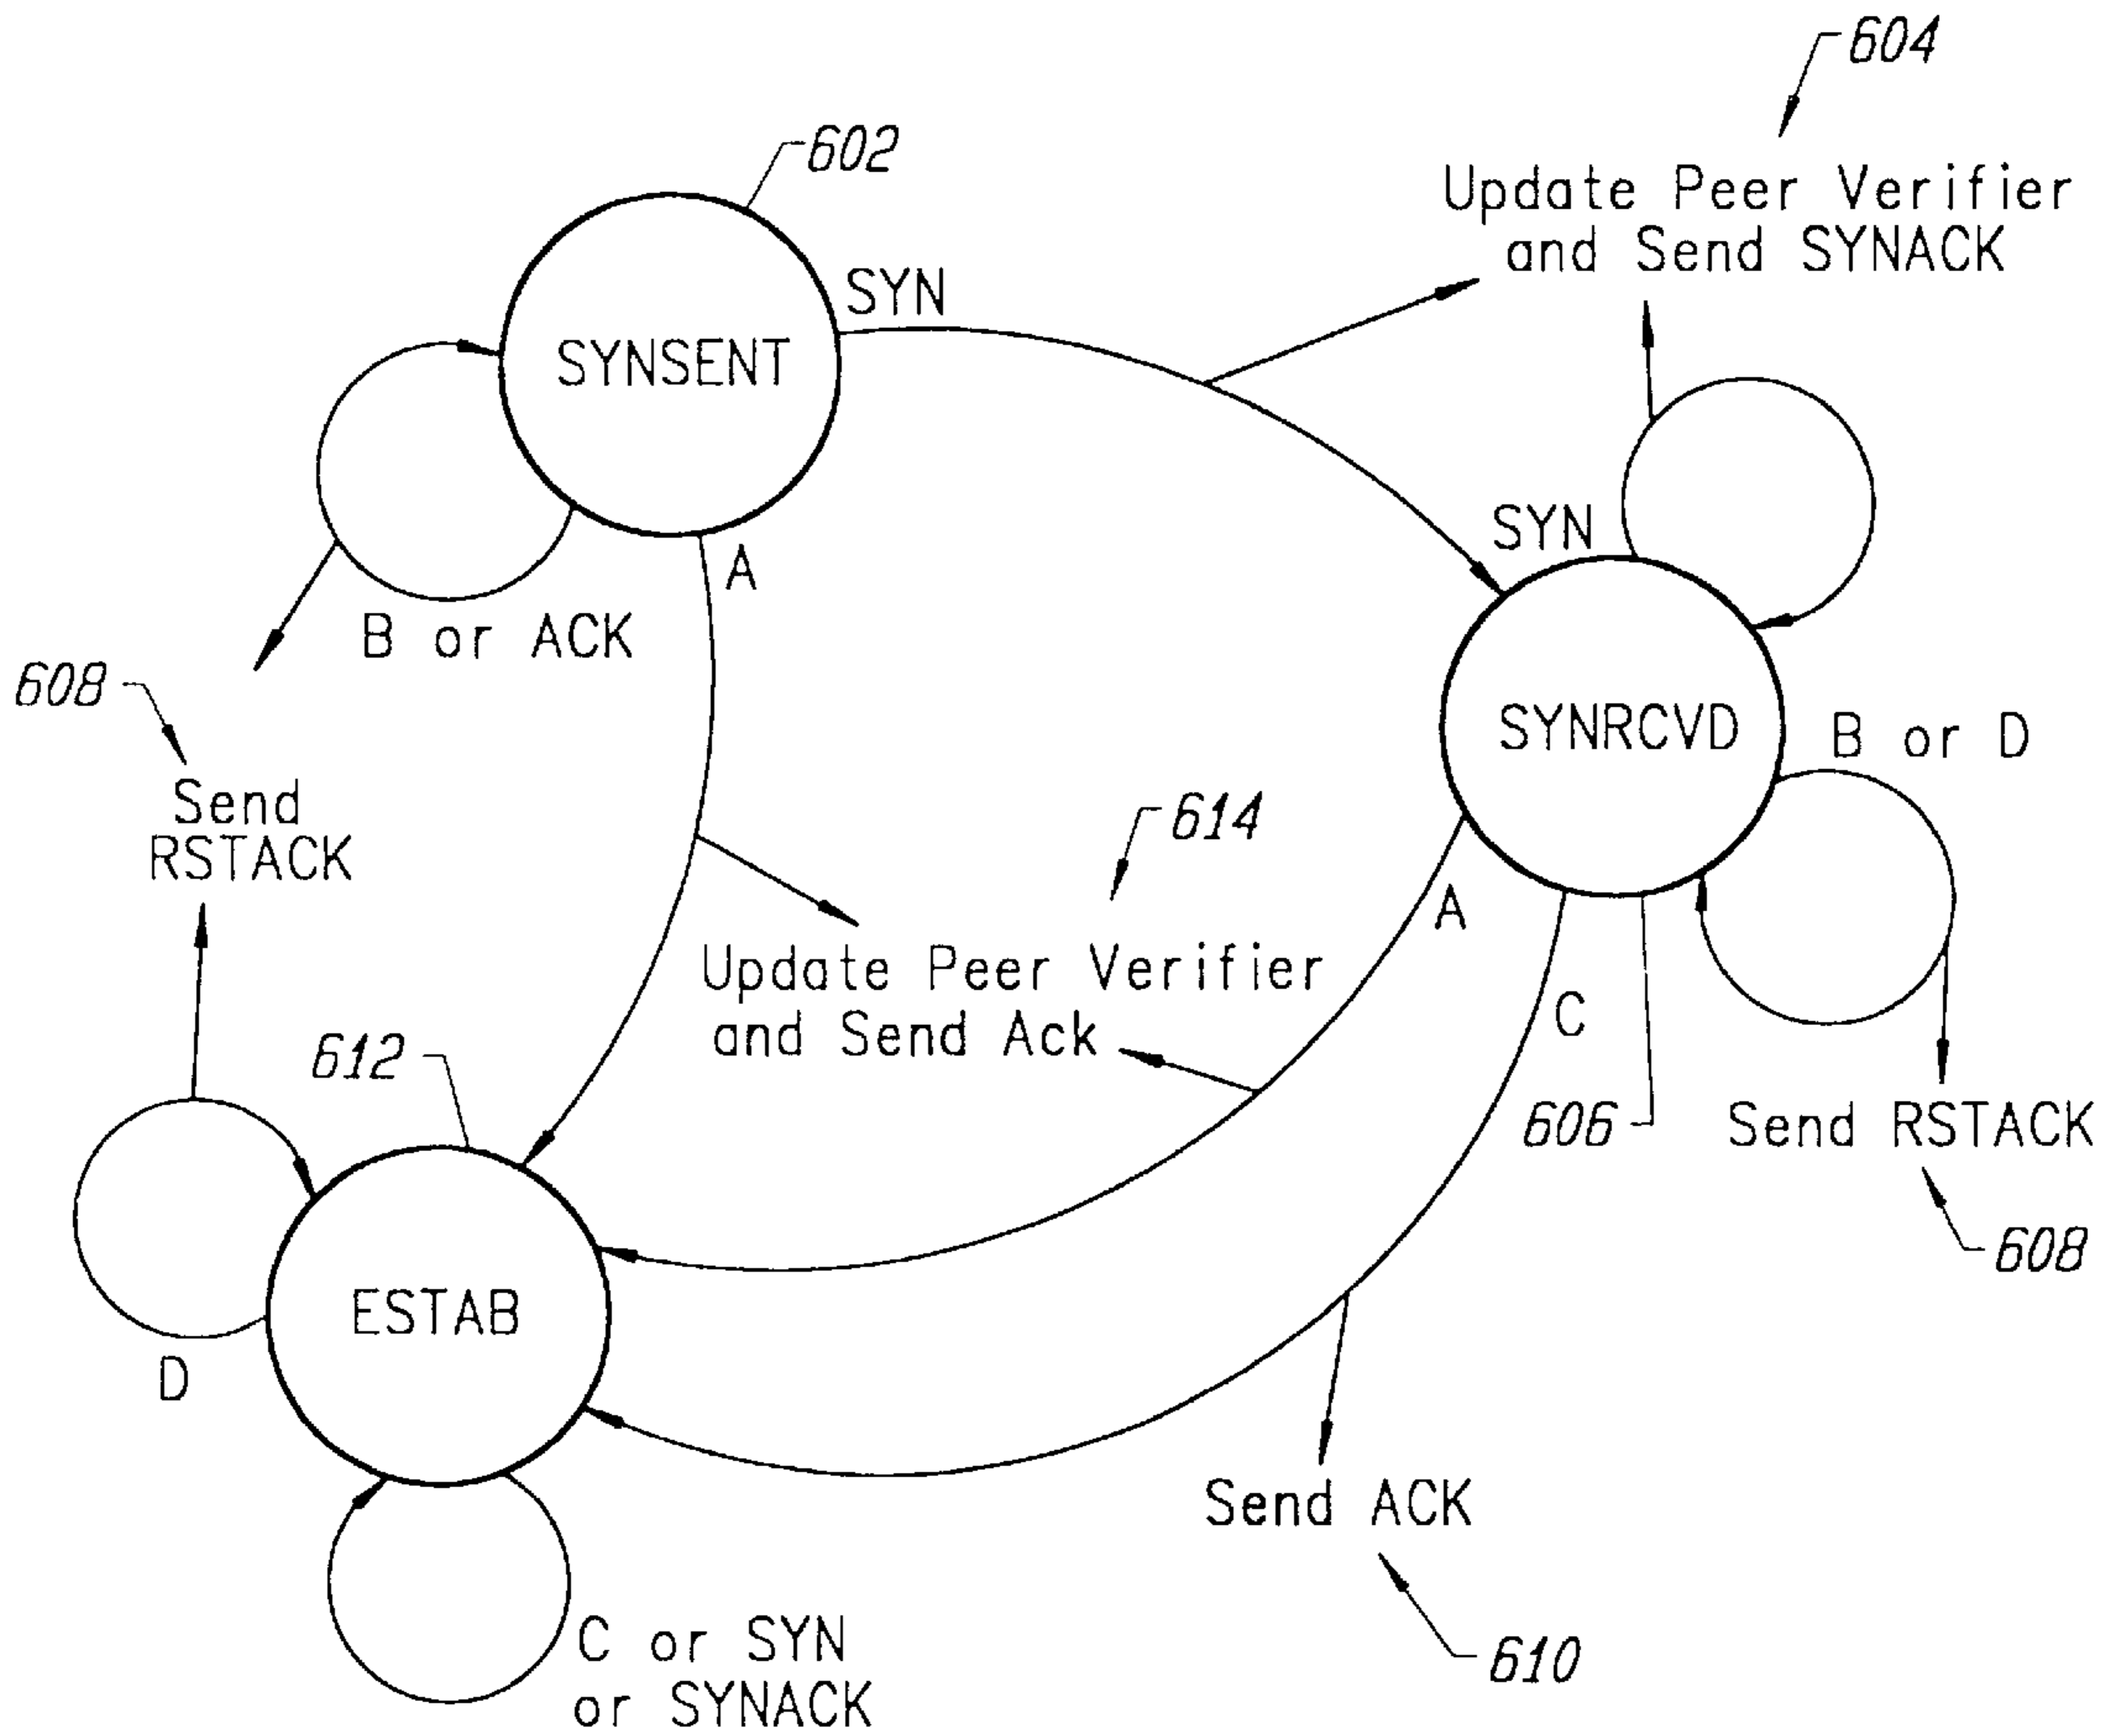 604
602
Update Peer Verifier
and Send SYNACK
SYN
SYNSENT
SYN
A
B or ACK
608
SYNRCVD
B or D
Send
RSTACK
614
A
Update Peer Verifier
and Send Ack
C
612
606
Send RSTACK
608
ESTAB
D
Send ACK
C or SYN
or SYNACK
610